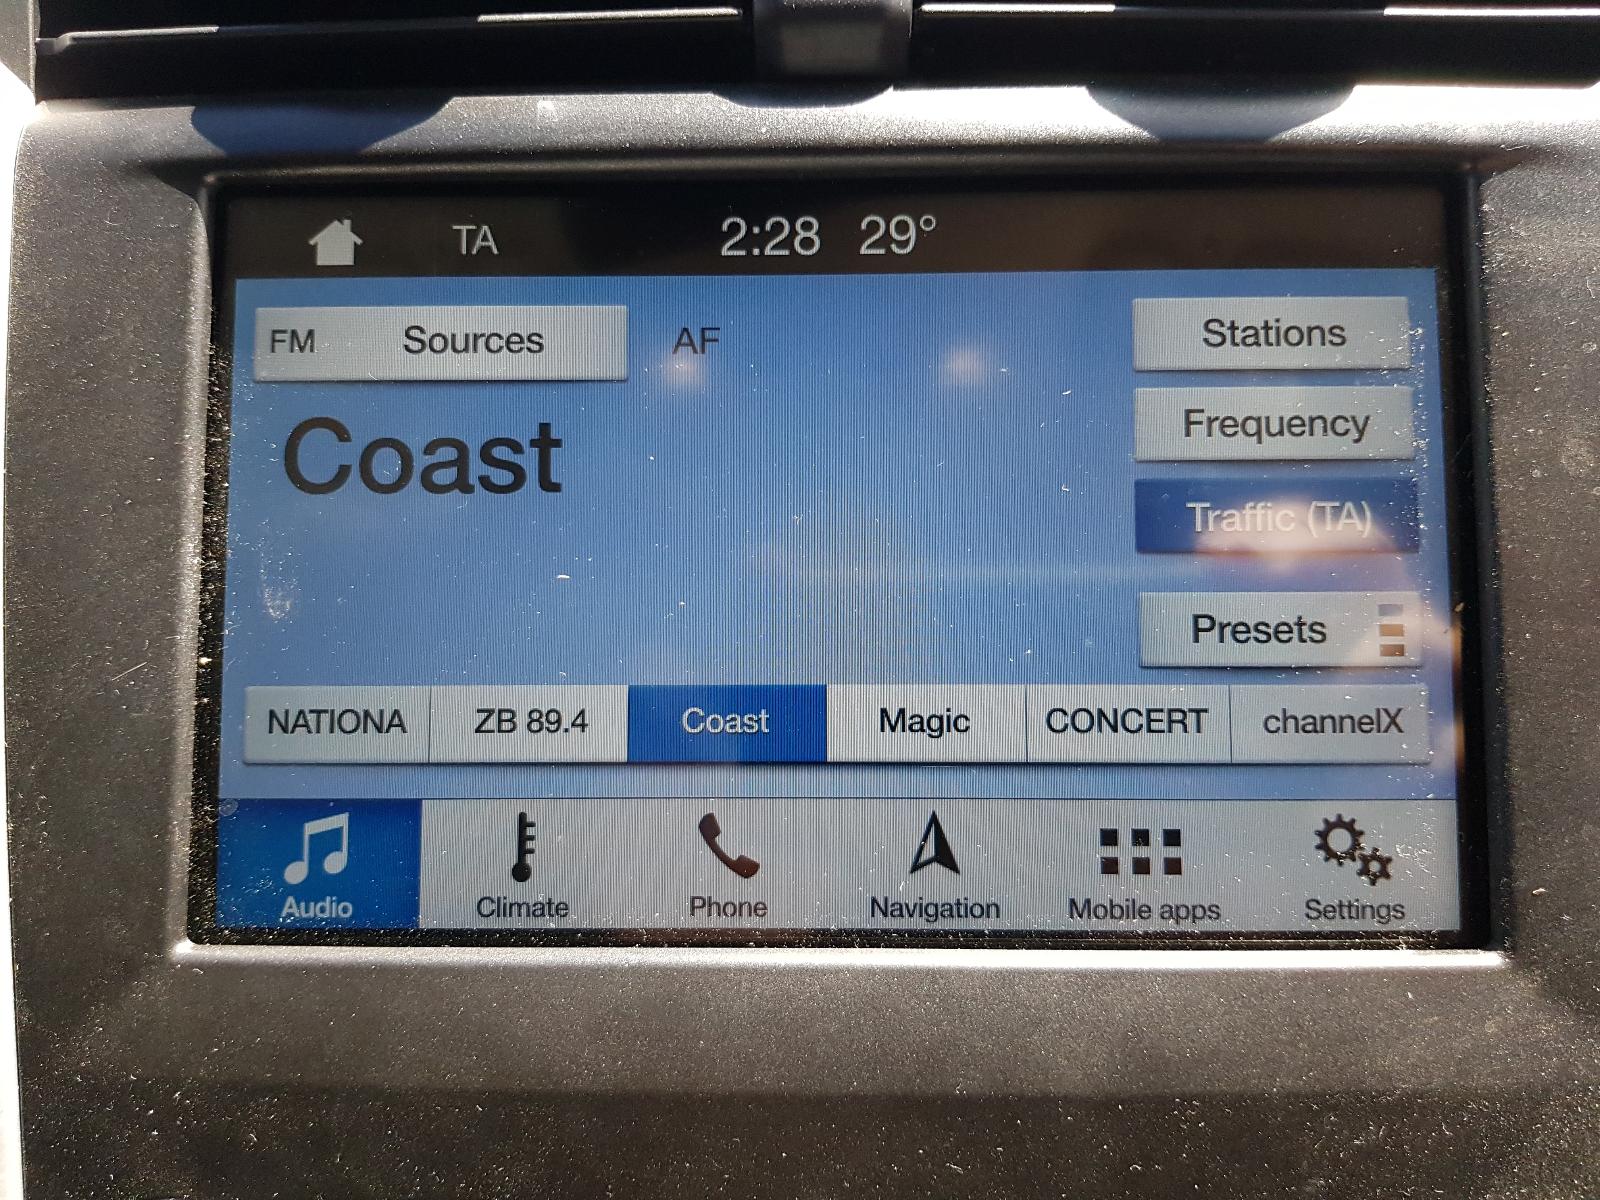 TA 2:28 29°
FM Sources AF Stations
Frequency
Coast
Traffic (TA)
Presets
NATIONA ZB 89.4 Coast Magic CONCERT channelX
Audio Climate Phone Navigation Mobile apps Settings